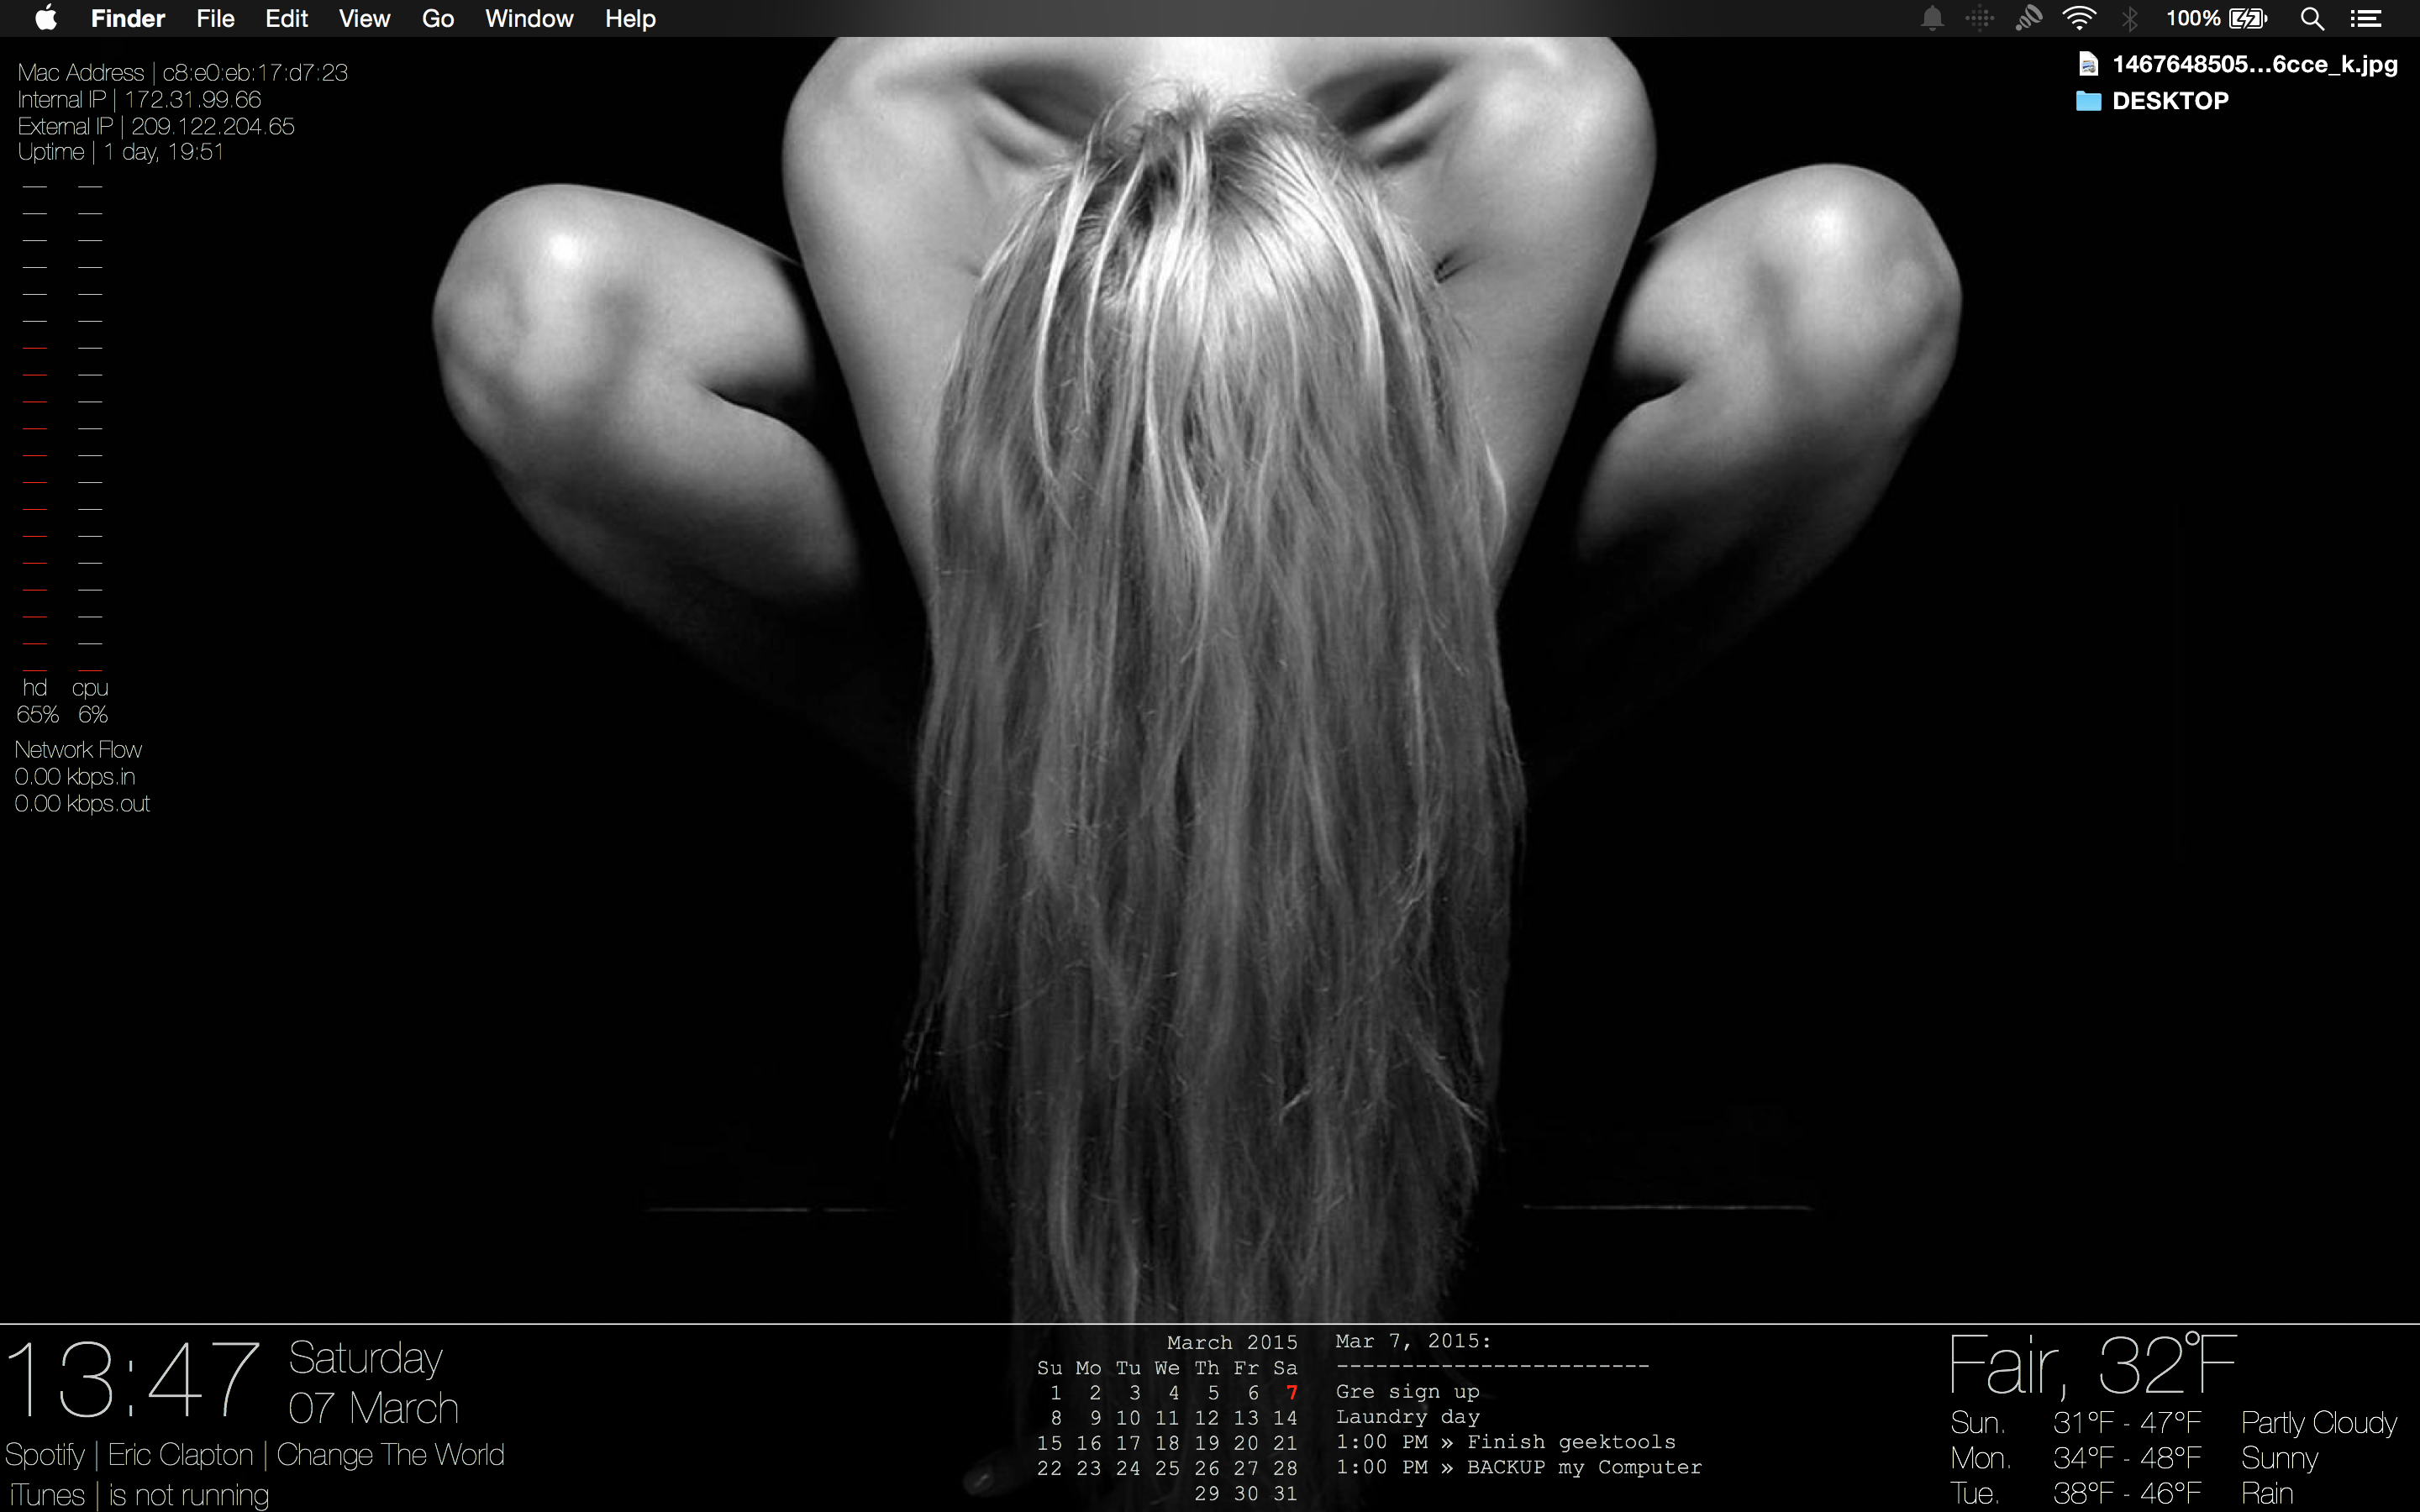 Finder File Edit View Go Window Help 100%
1467648505...6cce_k.jpg
DESKTOP
Mac Address | c8:e0:eb:17:d7:23
Internal IP | 172.31.99.66
External IP | 209.122.204.65
Uptime | 1 day, 19:51
hd cpu
65% 6%
Network Flow
0.00 kbps.in
0.00 kbps.out
13:47 Saturday
07 March
Spotify | Eric Clapton | Change The World
iTunes | is not running
March 2015
Su Mo Tu We Th Fr Sa
1 2 3 4 5 6 7
8 9 10 11 12 13 14
15 16 17 18 19 20 21
22 23 24 25 26 27 28
29 30 31
Mar 7, 2015:
------------------------
Gre sign up
Laundry day
1:00 PM » Finish geektools
1:00 PM » BACKUP my Computer
Fair, 32°F
Sun. 31°F - 47°F Partly Cloudy
Mon. 34°F - 48°F Sunny
Tue. 38°F - 46°F Rain